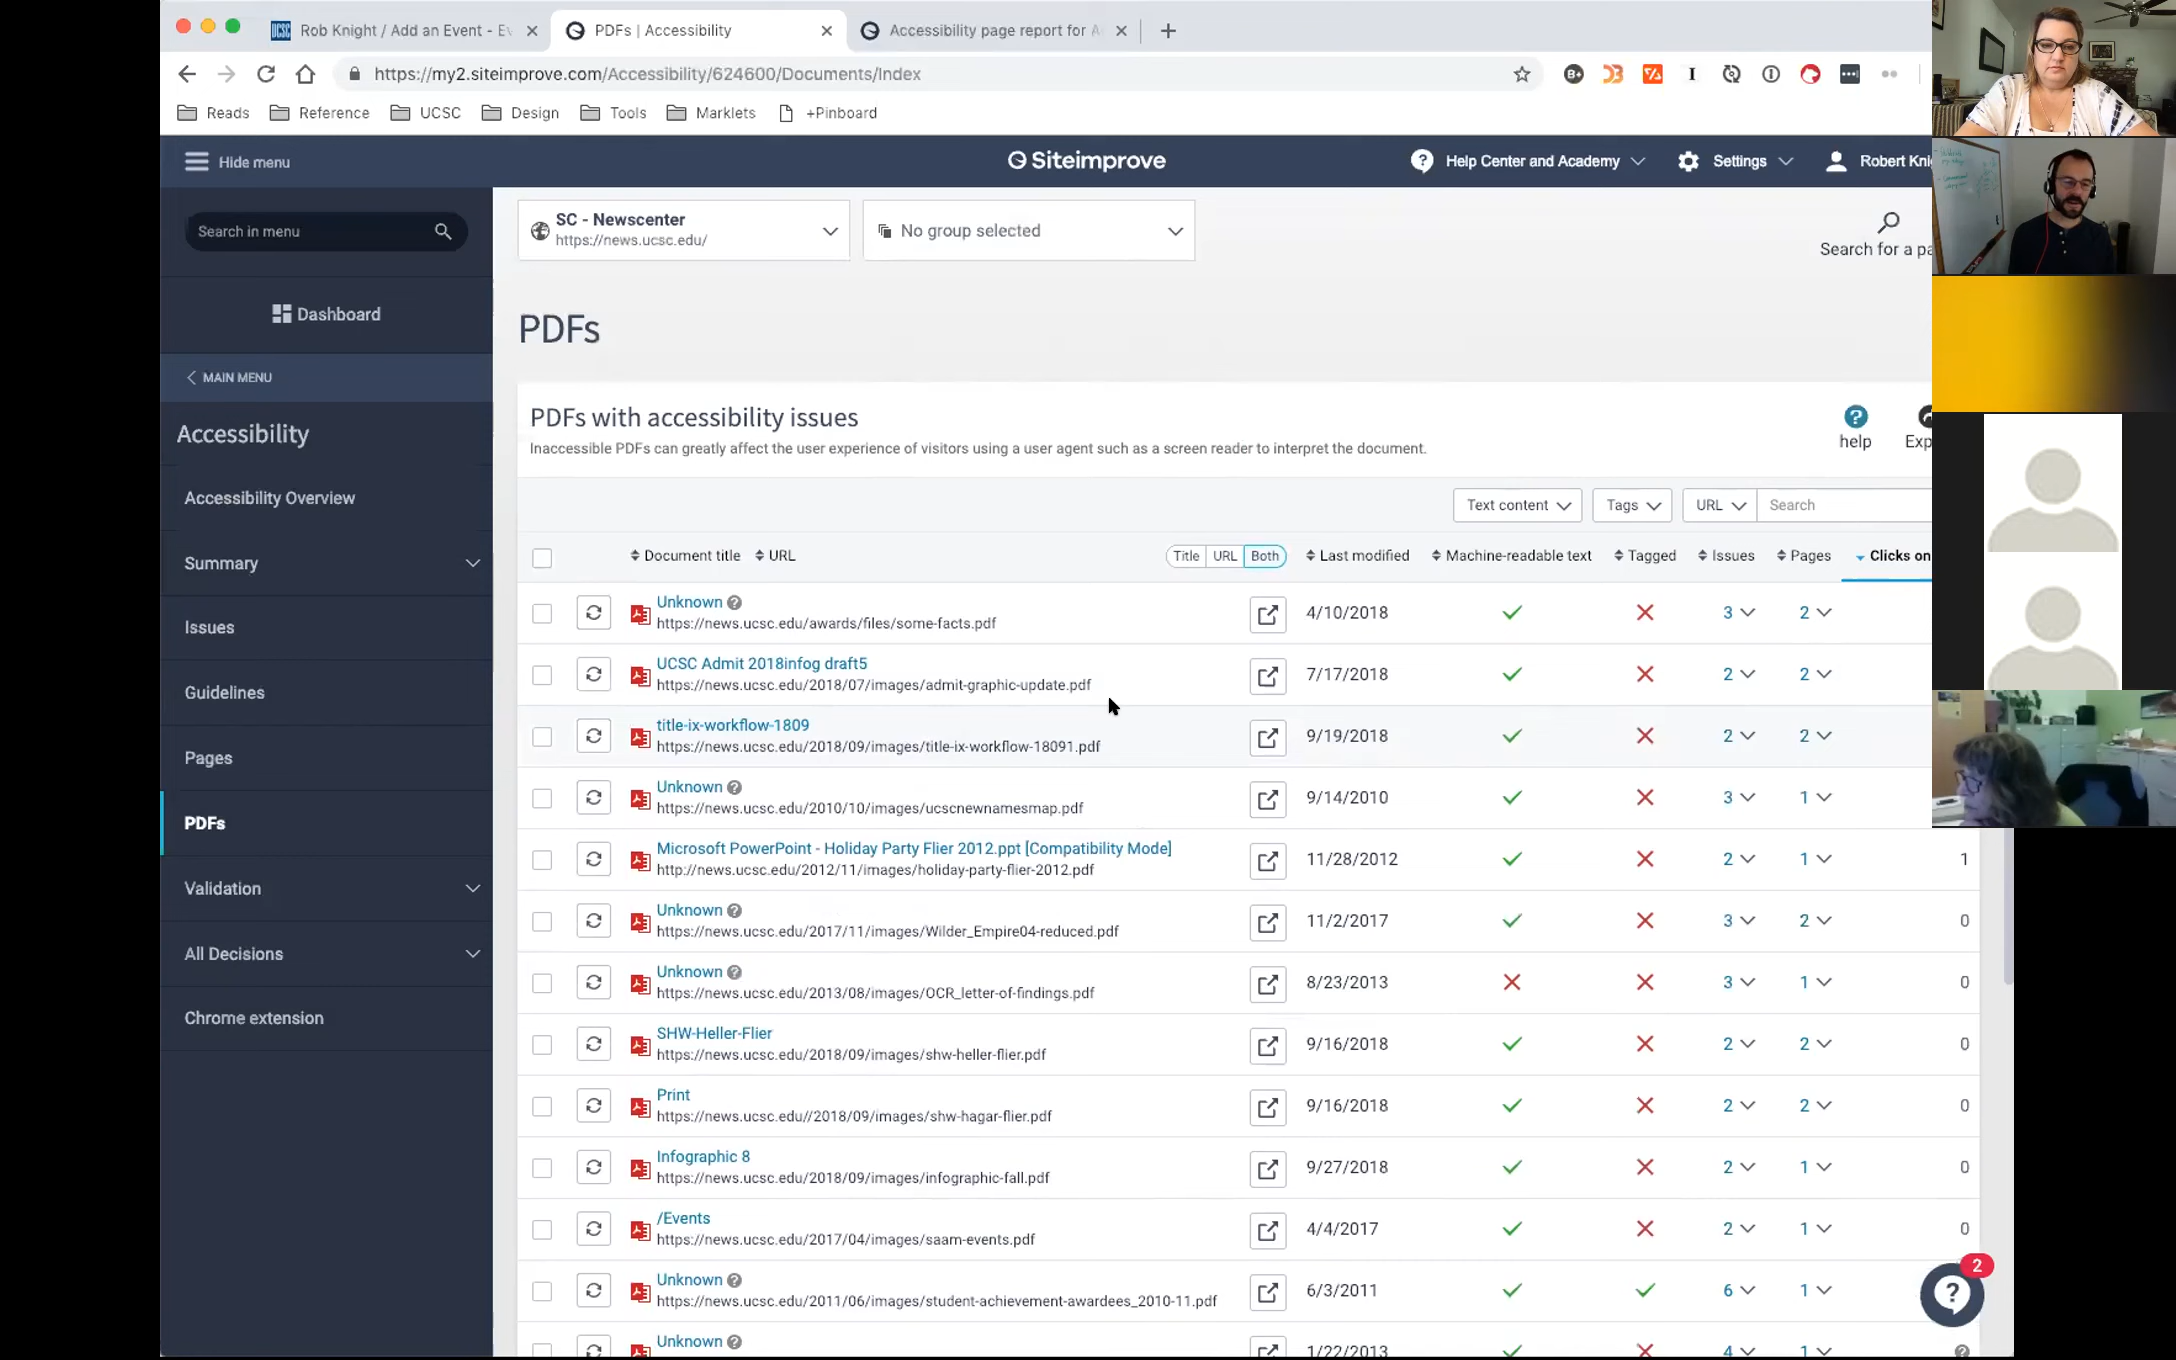 UCSC Rob Knight / Add an Event - Ev
PDFs | Accessibility
Accessibility page report for A
https://my2.siteimprove.com/Accessibility/624600/Documents/Index
Reads Reference UCSC Design Tools Marklets +Pinboard
Hide menu
Siteimprove
Help Center and Academy Settings Robert Kni
Search in menu
SC - Newscenter
https://news.ucsc.edu/
No group selected
Search for a pa
Dashboard
MAIN MENU
Accessibility
Accessibility Overview
Summary
Issues
Guidelines
Pages
PDFs
Validation
All Decisions
Chrome extension
PDFs
PDFs with accessibility issues
Inaccessible PDFs can greatly affect the user experience of visitors using a user agent such as a screen reader to interpret the document.
help Exp
Text content Tags URL Search
Document title URL Title URL Both Last modified Machine-readable text Tagged Issues Pages Clicks on
Unknown
https://news.ucsc.edu/awards/files/some-facts.pdf
4/10/2018 3 2
UCSC Admit 2018infog draft5
https://news.ucsc.edu/2018/07/images/admit-graphic-update.pdf
7/17/2018 2 2
title-ix-workflow-1809
https://news.ucsc.edu/2018/09/images/title-ix-workflow-18091.pdf
9/19/2018 2 2
Unknown
https://news.ucsc.edu/2010/10/images/ucscnewnamesmap.pdf
9/14/2010 3 1
Microsoft PowerPoint - Holiday Party Flier 2012.ppt [Compatibility Mode]
http://news.ucsc.edu/2012/11/images/holiday-party-flier-2012.pdf
11/28/2012 2 1 1
Unknown
https://news.ucsc.edu/2017/11/images/Wilder_Empire04-reduced.pdf
11/2/2017 3 2 0
Unknown
https://news.ucsc.edu/2013/08/images/OCR_letter-of-findings.pdf
8/23/2013 3 1 0
SHW-Heller-Flier
https://news.ucsc.edu/2018/09/images/shw-heller-flier.pdf
9/16/2018 2 2 0
Print
https://news.ucsc.edu//2018/09/images/shw-hagar-flier.pdf
9/16/2018 2 2 0
Infographic 8
https://news.ucsc.edu/2018/09/images/infographic-fall.pdf
9/27/2018 2 1 0
/Events
https://news.ucsc.edu/2017/04/images/saam-events.pdf
4/4/2017 2 1 0
Unknown
https://news.ucsc.edu/2011/06/images/student-achievement-awardees_2010-11.pdf
6/3/2011 6 1
2
Unknown
1/22/2013 4 1